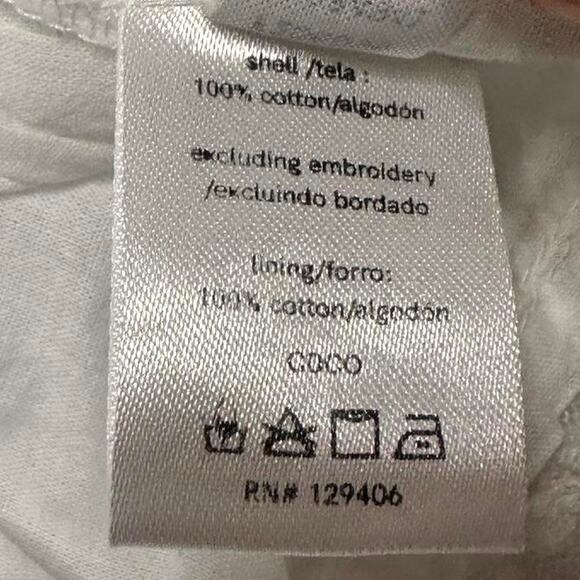 shell /tela :
100% cotton/algodón
excluding embroidery
/excluindo bordado
lining/forro:
100% cotton/algodón
COCO
RN# 129406